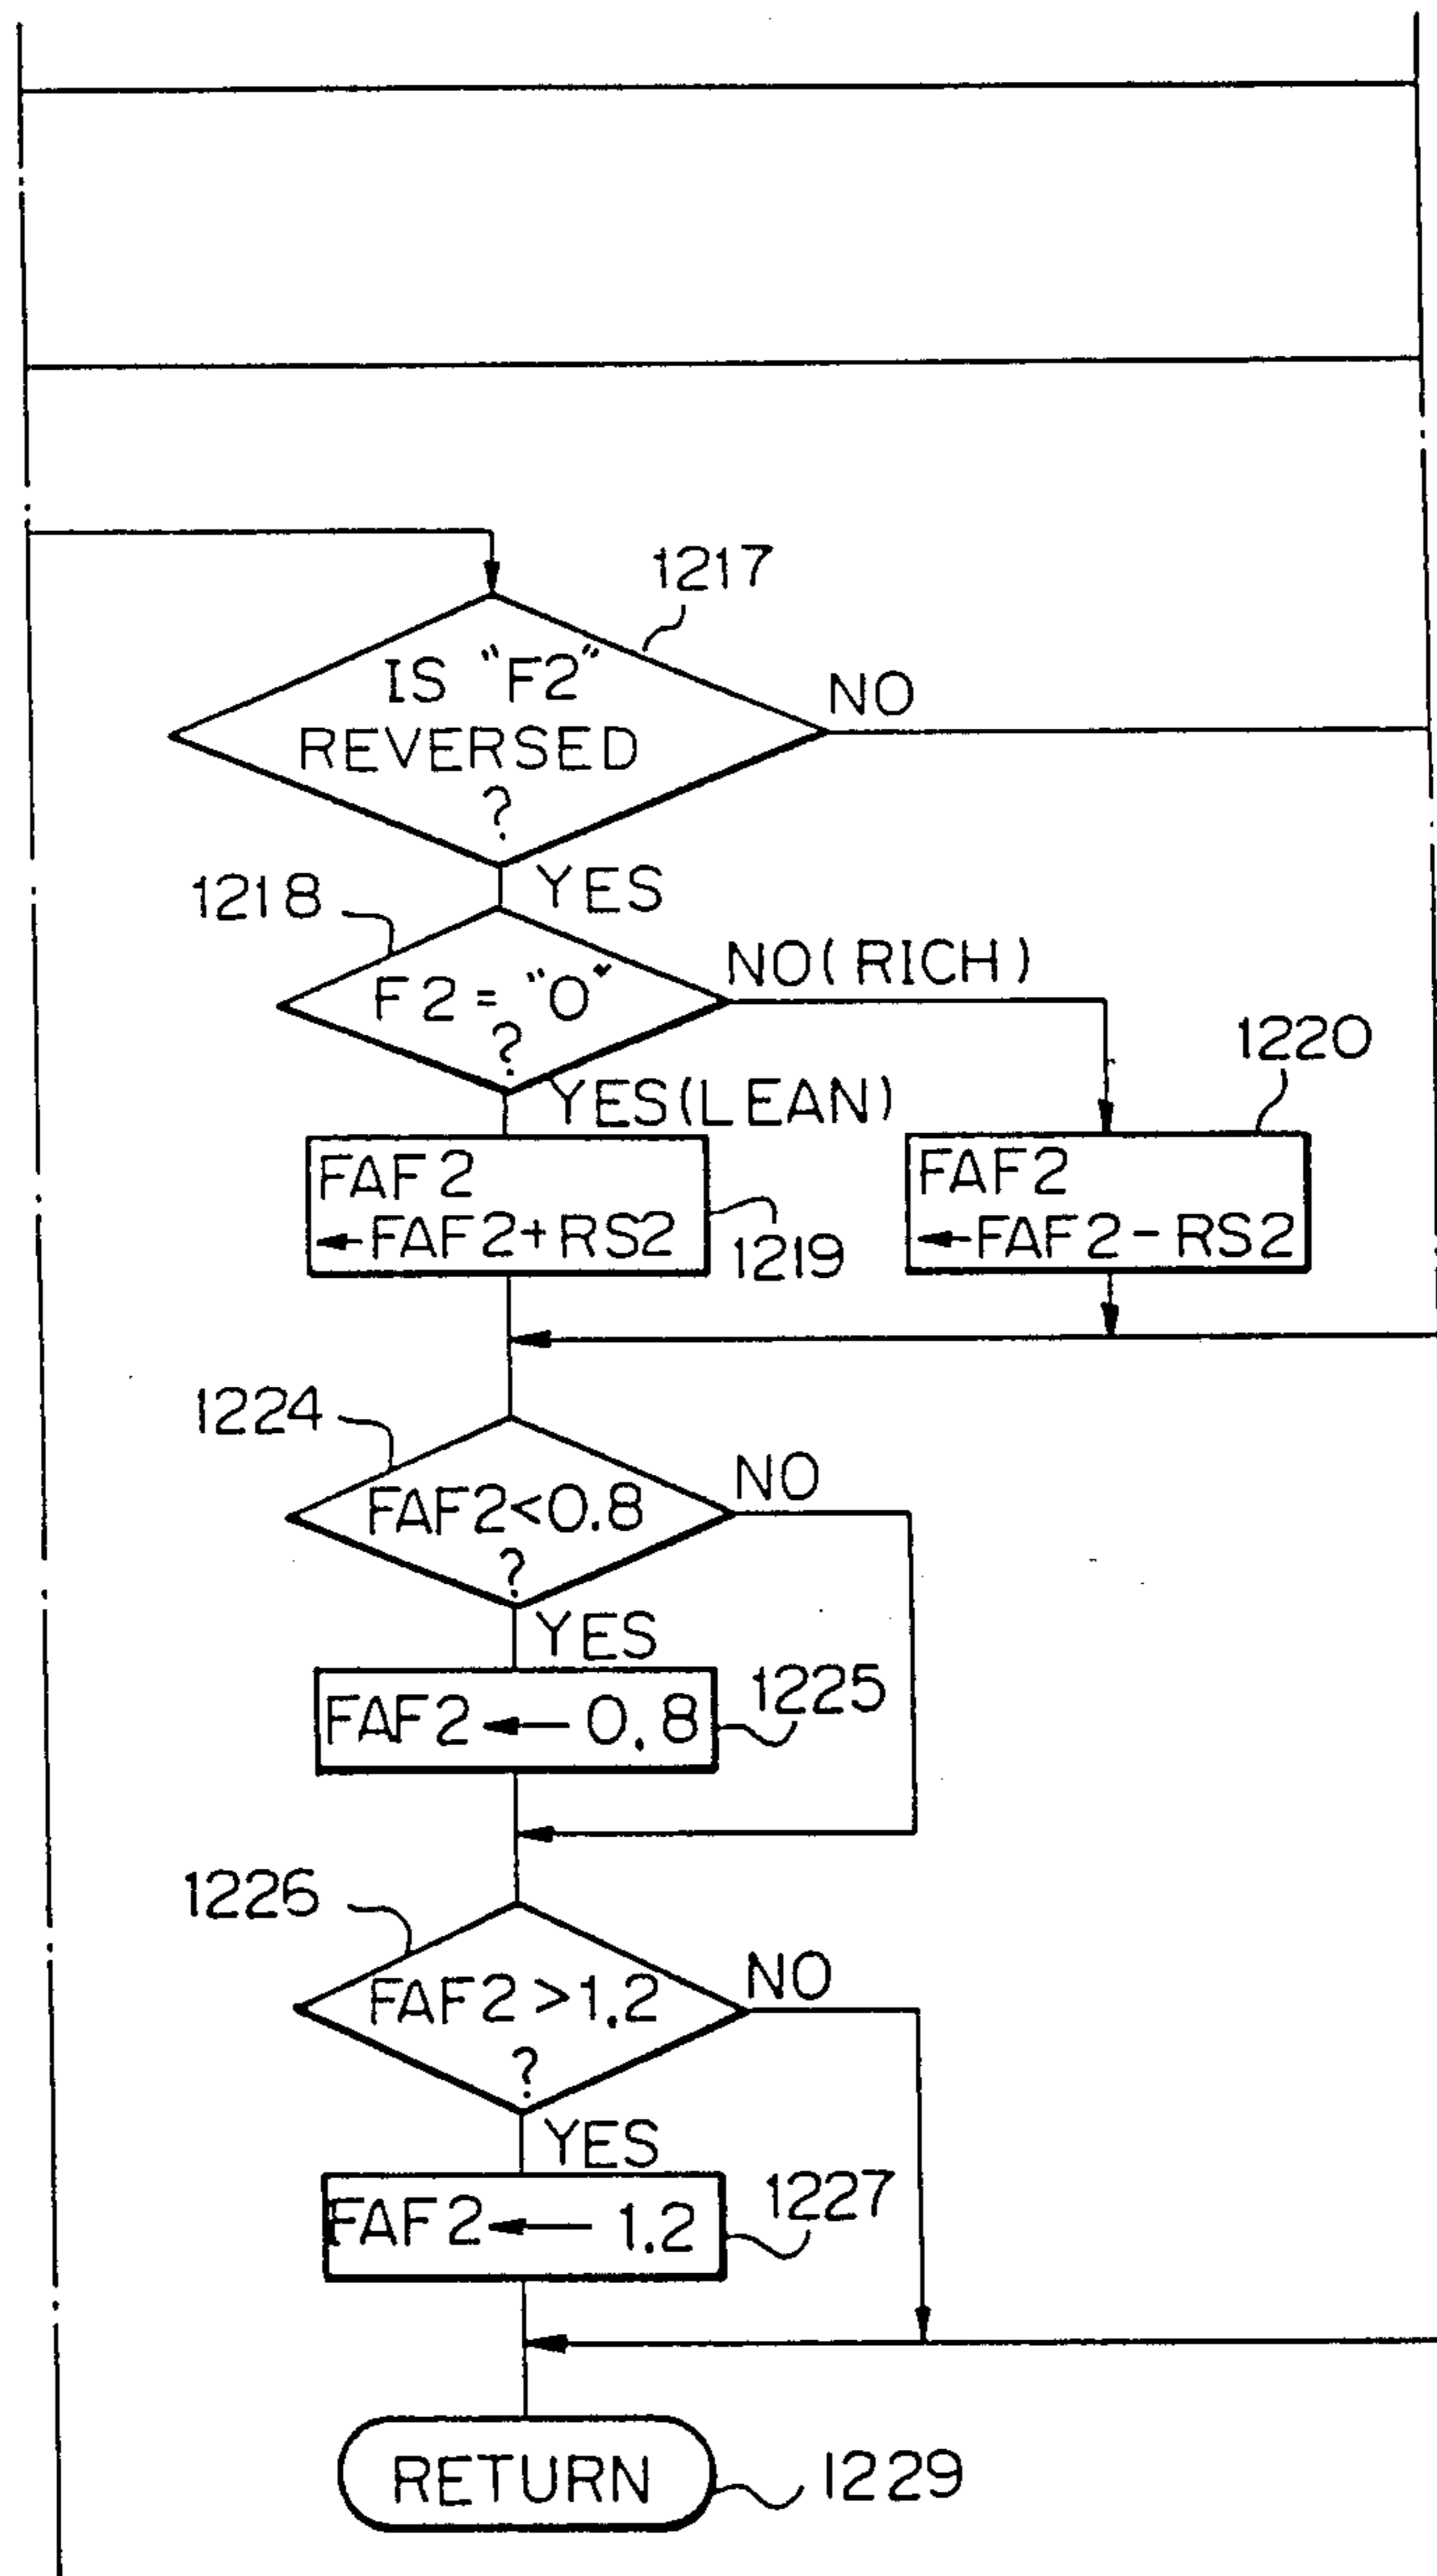 1217
IS "F2"
REVERSED
?
NO
YES
1218
F2 = "0"
?
NO(RICH)
YES(LEAN)
1220
FAF2
←FAF2+RS2
1219
FAF2
←FAF2-RS2
1224
FAF2<0.8
?
NO
YES
FAF2 ← 0.8
1225
1226
FAF2>1.2
?
NO
YES
FAF2 ← 1.2
1227
RETURN
1229